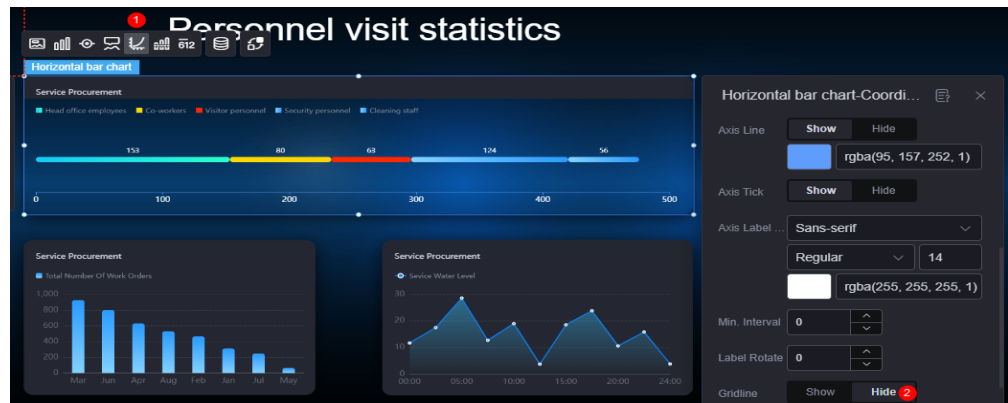 1
Personnel visit statistics
612
Horizontal bar chart
Service Procurement
Head office employees Co-workers Visitor personnel Security personnel Cleaning staff
153 80 63 124 56
0 100 200 300 400 500
Service Procurement
Total Number Of Work Orders
1,000
800
600
400
200
0
Mar Jun Apr Aug Feb Jan Jul May
Service Procurement
Sevice Water Level
30
20
10
0
00:00 05:00 10:00 15:00 20:00 24:00
Horizontal bar chart-Coordi...
Axis Line Show Hide
rgba(95, 157, 252, 1)
Axis Tick Show Hide
Axis Label ... Sans-serif
Regular 14
rgba(255, 255, 255, 1)
Min. Interval 0
Label Rotate 0
Gridline Show Hide 2